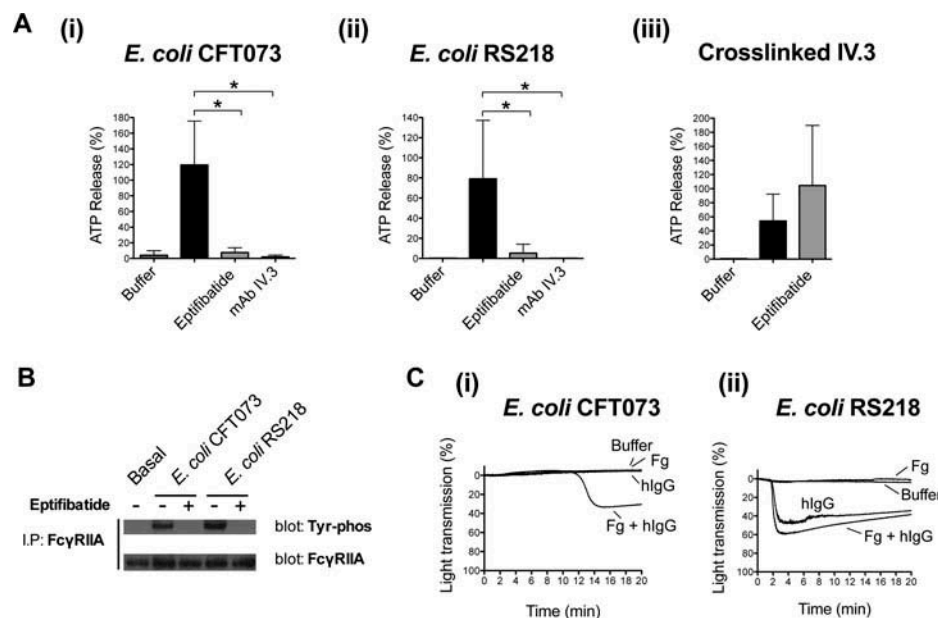 A
(i)
E. coli CFT073
ATP Release (%)
180
160
140
120
100
80
60
40
20
0
*
*
Buffer
Eptifibatide
mAb IV.3
(ii)
E. coli RS218
ATP Release (%)
140
120
100
80
60
40
20
0
*
*
Buffer
Eptifibatide
mAb IV.3
(iii)
Crosslinked IV.3
ATP Release (%)
200
180
160
140
120
100
80
60
40
20
0
Buffer
Eptifibatide
B
Basal
E. coli CFT073
E. coli RS218
Eptifibatide - - + - +
I.P: FcγRIIA
blot: Tyr-phos
blot: FcγRIIA
C
(i)
E. coli CFT073
Light transmission (%)
0
20
40
60
80
100
Buffer
Fg
hIgG
Fg + hIgG
0 2 4 6 8 10 12 14 16 18 20
Time (min)
(ii)
E. coli RS218
Light transmission (%)
0
20
40
60
80
100
Fg
Buffer
hIgG
Fg + hIgG
0 2 4 6 8 10 12 14 16 18 20
Time (min)